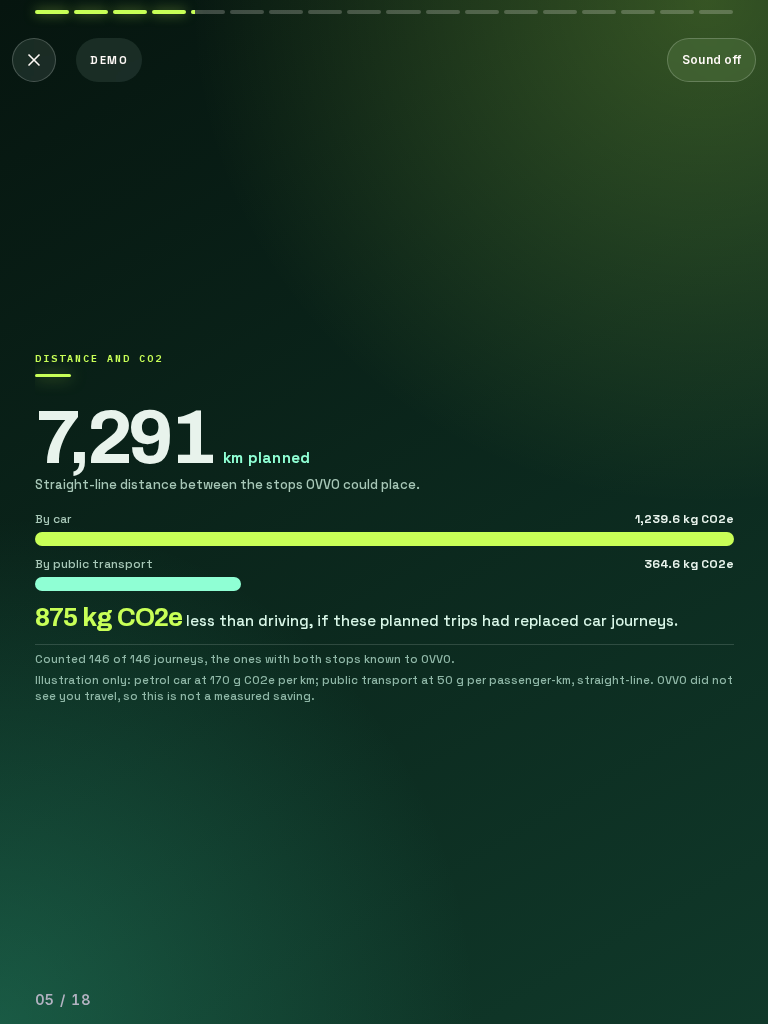 DEMO
Sound off
DISTANCE AND CO2
7,291 km planned
Straight-line distance between the stops OVVO could place.
By car 1,239.6 kg CO2e
By public transport 364.6 kg CO2e
875 kg CO2e less than driving, if these planned trips had replaced car journeys.
Counted 146 of 146 journeys, the ones with both stops known to OVVO.
Illustration only: petrol car at 170 g CO2e per km; public transport at 50 g per passenger-km, straight-line. OVVO did not
see you travel, so this is not a measured saving.
05 / 18